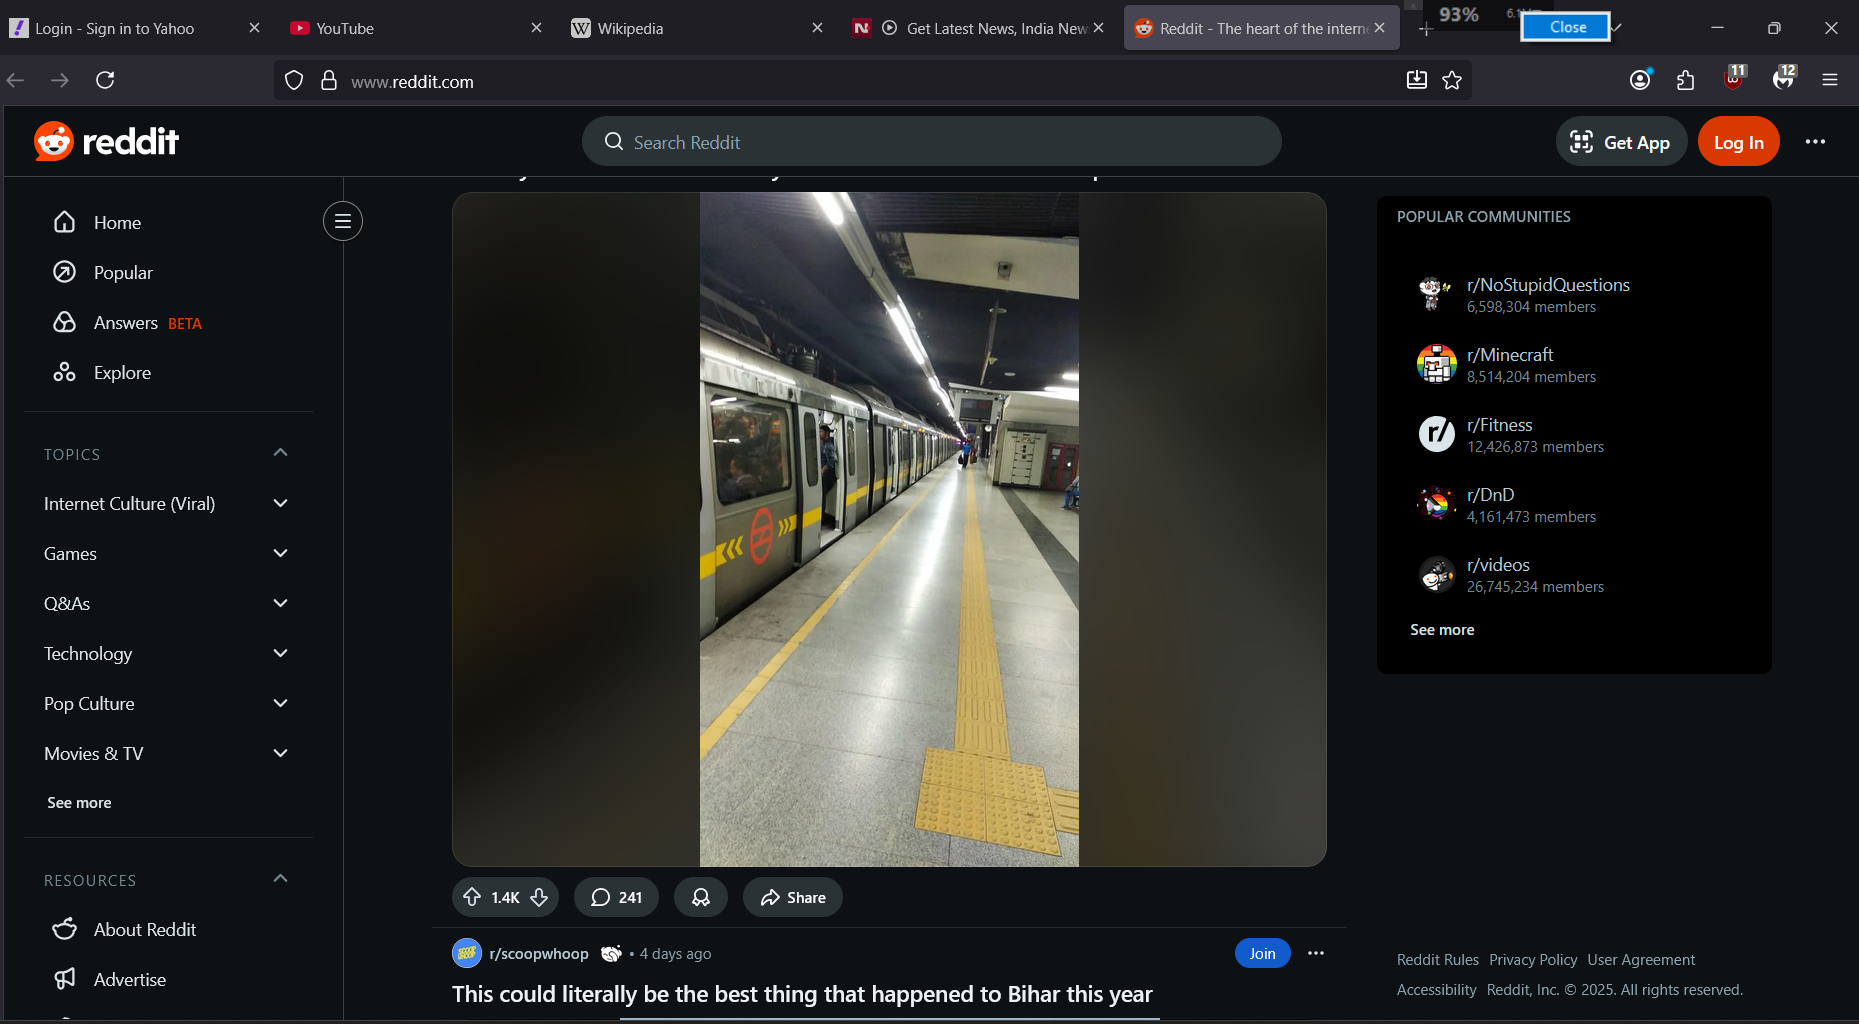 Login - Sign in to Yahoo
YouTube
Wikipedia
Get Latest News, India New
Reddit - The heart of the intern
93%
Close
www.reddit.com
11
12
reddit
Search Reddit
Get App
Log In
Home
Popular
Answers BETA
Explore
TOPICS
Internet Culture (Viral)
Games
Q&As
Technology
Pop Culture
Movies & TV
See more
RESOURCES
About Reddit
Advertise
1.4K
241
Share
r/scoopwhoop • 4 days ago
Join
This could literally be the best thing that happened to Bihar this year
POPULAR COMMUNITIES
r/NoStupidQuestions
6,598,304 members
r/Minecraft
8,514,204 members
r/Fitness
12,426,873 members
r/DnD
4,161,473 members
r/videos
26,745,234 members
See more
Reddit Rules Privacy Policy User Agreement
Accessibility Reddit, Inc. © 2025. All rights reserved.